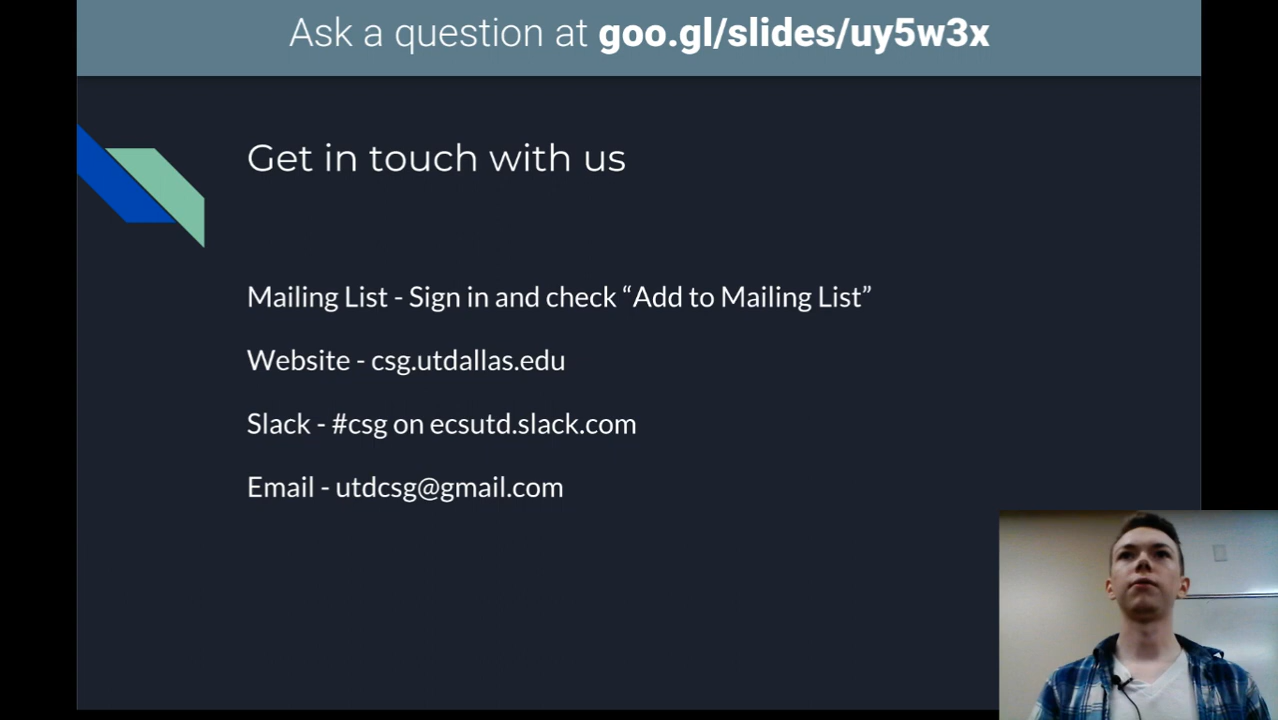 Ask a question at goo.gl/slides/uy5w3x
Get in touch with us
Mailing List - Sign in and check “Add to Mailing List”
Website - csg.utdallas.edu
Slack - #csg on ecsutd.slack.com
Email - utdcsg@gmail.com